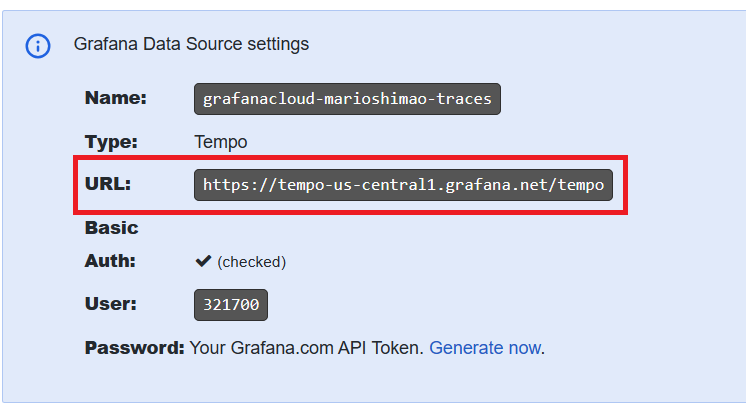 Grafana Data Source settings
Name: grafanacloud-marioshimao-traces
Type: Tempo
URL: https://tempo-us-central1.grafana.net/tempo
Basic
Auth: (checked)
User: 321700
Password: Your Grafana.com API Token. Generate now.